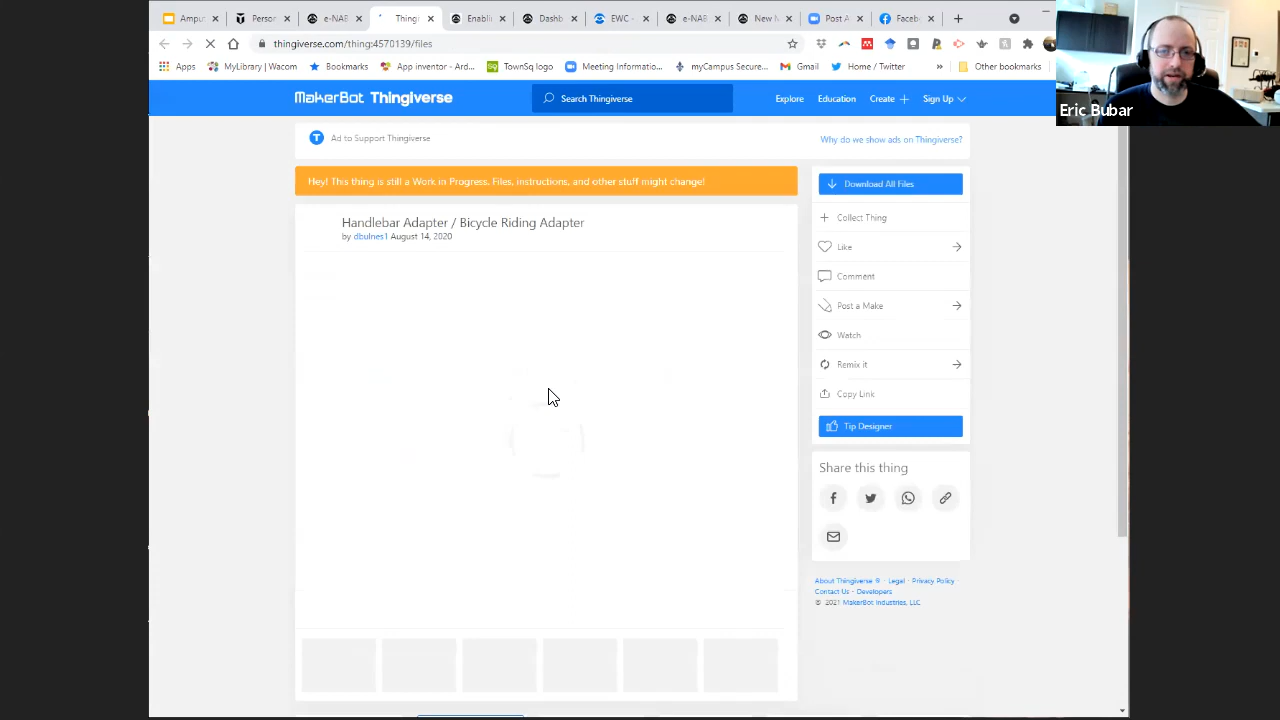 Ampu
Person
e-NAB
Thing
Enablin
Dashb
EWC -
e-NAB
New M
Post A
Faceb
thingiverse.com/thing:4570139/files
Apps
MyLibrary | Wacom
Bookmarks
App inventor - Ard...
TownSq logo
Meeting Informatio...
myCampus Secure...
Gmail
Home / Twitter
»
Other bookmarks
Eric Bubar
MakerBot Thingiverse
Search Thingiverse
Explore
Education
Create
Sign Up
Ad to Support Thingiverse
Why do we show ads on Thingiverse?
Hey! This thing is still a Work in Progress. Files, instructions, and other stuff might change!
Handlebar Adapter / Bicycle Riding Adapter
by dbulnes1 August 14, 2020
Download All Files
Collect Thing
Like
Comment
Post a Make
Watch
Remix it
Copy Link
Tip Designer
Share this thing
About Thingiverse ® · Legal · Privacy Policy ·
Contact Us · Developers
© 2021 MakerBot Industries, LLC